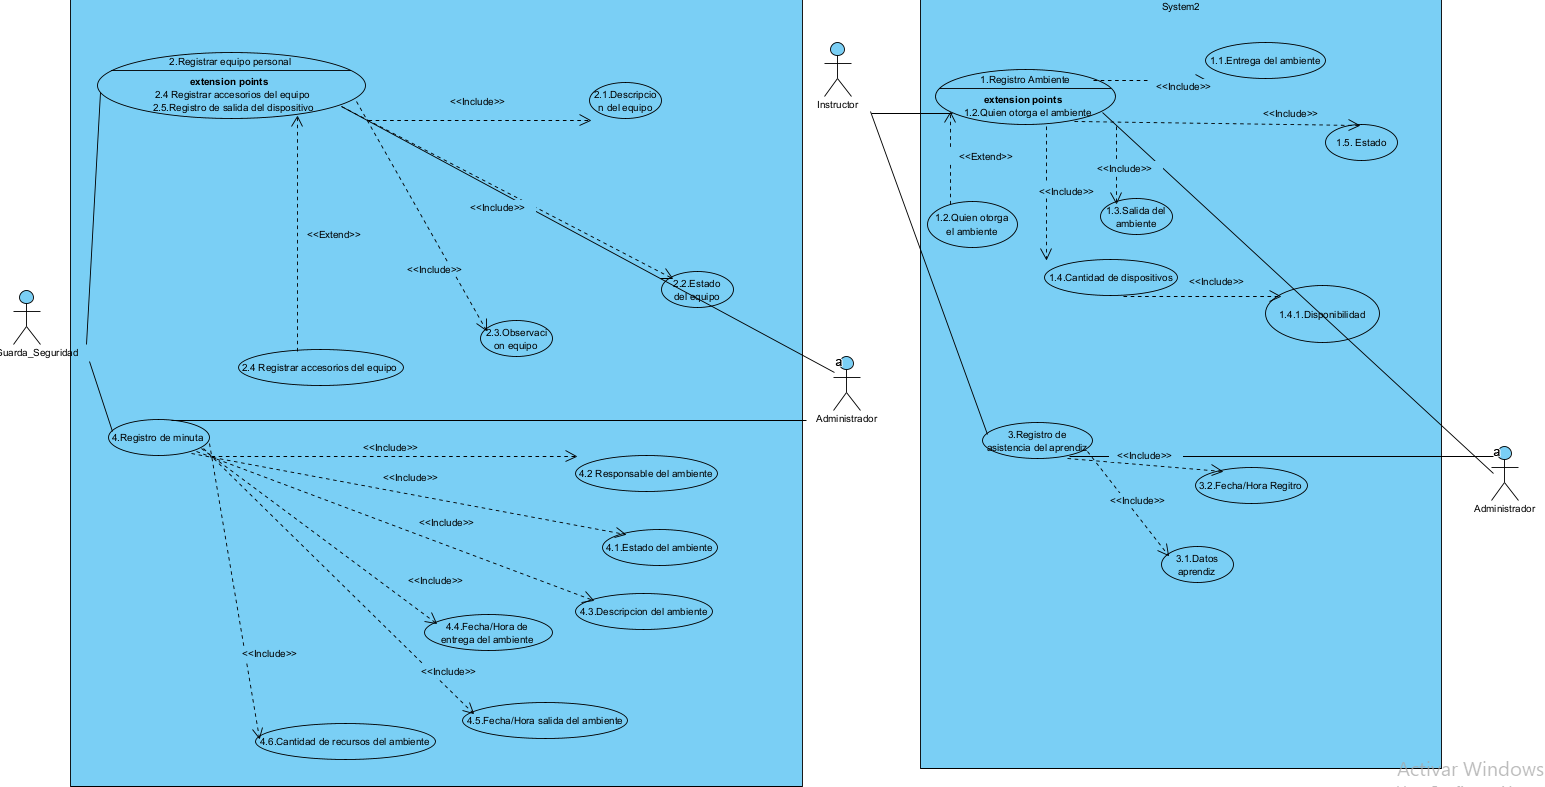 2.Registrar equipo personal
extension points
2.4 Registrar accesorios del equipo
2.5.Registro de salida del dispositivo
<<Include>>
2.1.Descripcio
n del equipo
<<Include>>
<<Extend>>
<<Include>>
2.2.Estado
del equipo
2.3.Observaci
on equipo
2.4 Registrar accesorios del equipo
Guarda_Seguridad
a
Administrador
4.Registro de minuta
<<Include>>
4.2 Responsable del ambiente
<<Include>>
<<Include>>
4.1.Estado del ambiente
<<Include>>
4.3.Descripcion del ambiente
4.4.Fecha/Hora de
entrega del ambiente
<<Include>>
<<Include>>
4.5.Fecha/Hora salida del ambiente
4.6.Cantidad de recursos del ambiente
System2
Instructor
1.Registro Ambiente
extension points
1.2.Quien otorga el ambiente
<<Include>>
1.1.Entrega del ambiente
<<Include>>
1.5. Estado
<<Extend>>
<<Include>>
<<Include>>
1.2.Quien otorga
el ambiente
1.3.Salida del
ambiente
1.4.Cantidad de dispositivos
<<Include>>
1.4.1.Disponibilidad
3.Registro de
asistencia del aprendiz
<<Include>>
3.2.Fecha/Hora Regitro
<<Include>>
3.1.Datos
aprendiz
a
Administrador
Activar Windows